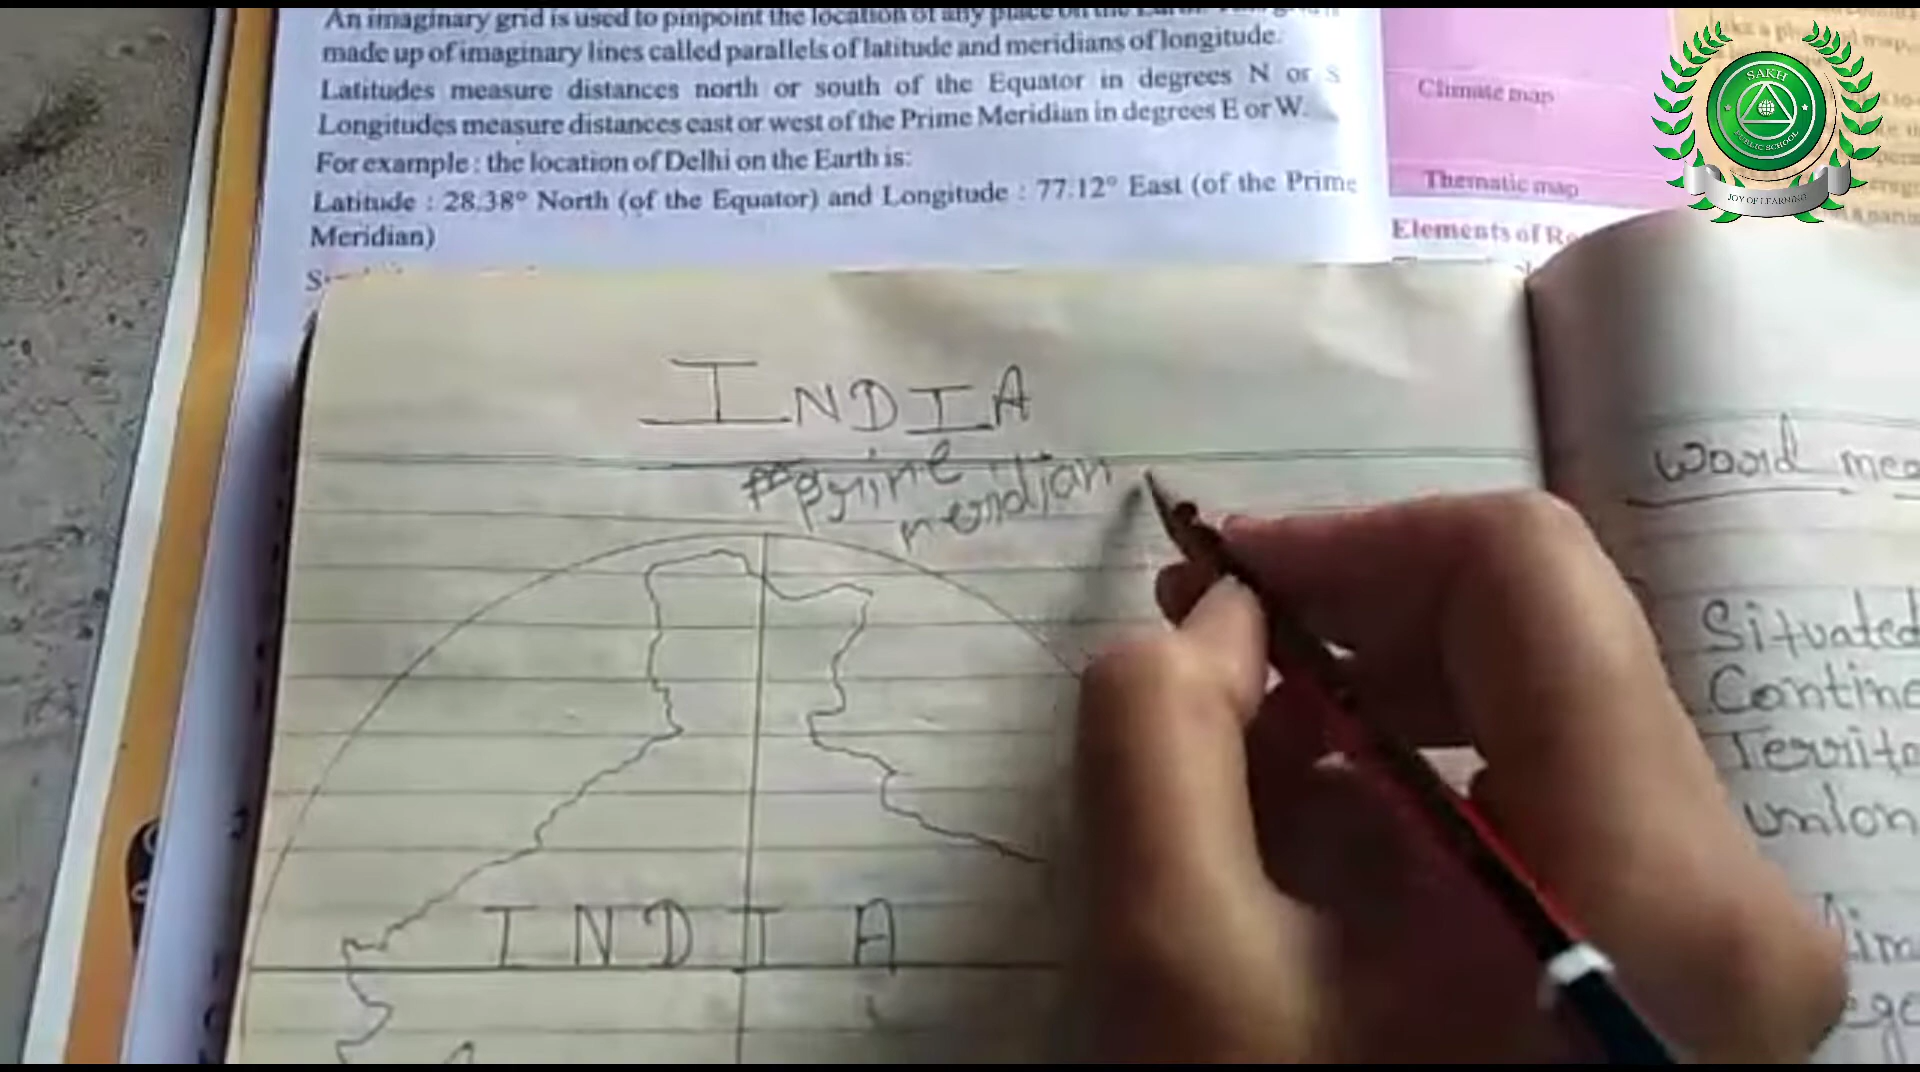 An imaginary grid is used to pinpoint the location of any place on the
made up of imaginary lines called parallels of latitude and meridians of longitude.
Latitudes measure distances north or south of the Equator in degrees N or S
Longitudes measure distances east or west of the Prime Meridian in degrees E or W.
For example : the location of Delhi on the Earth is:
Latitude : 28.38° North (of the Equator) and Longitude : 77.12° East (of the Prime
Meridian)
Climate map
Thematic map
Elements of
SAKH
PUBLIC SCHOOL
JOY OF LEARNING
INDIA
prine
meridian
INDIA
word mea
Situated
Contine
Territo
union